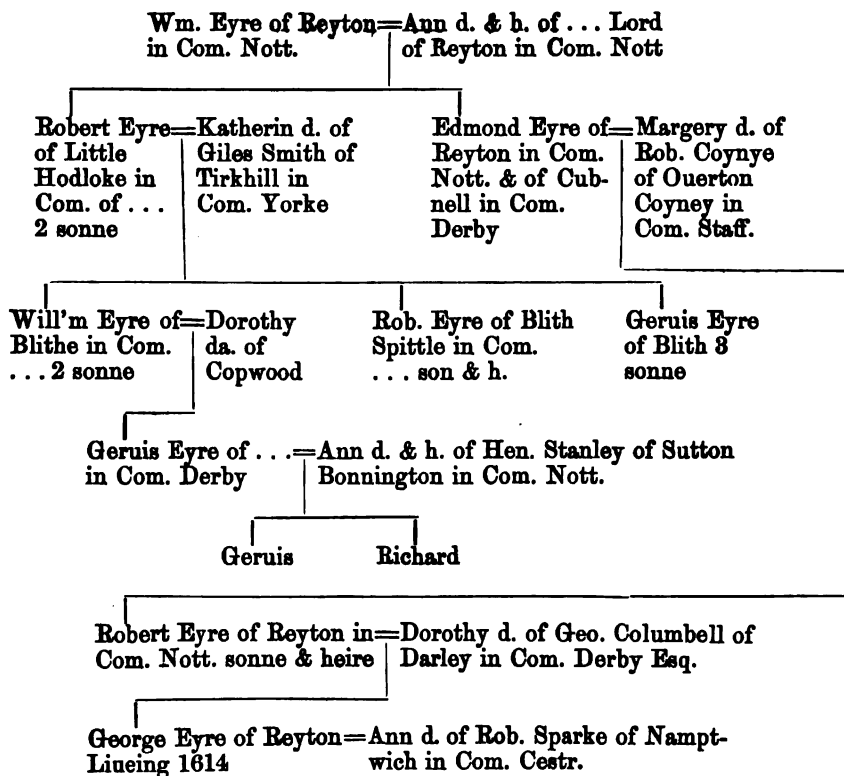 Wm. Eyre of Reyton=Ann d. & h. of ... Lord
in Com. Nott. of Reyton in Com. Nott
Robert Eyre=Katherin d. of
of Little Giles Smith of
Hodloke in Tirkhill in
Com. of ... Com. Yorke
2 sonne
Edmond Eyre of=Margery d. of
Reyton in Com. Rob. Coynye
Nott. & of Cub- of Ouerton
nell in Com. Coyney in
Derby Com. Staff.
Will'm Eyre of=Dorothy
Blithe in Com. da. of
... 2 sonne Copwood
Rob. Eyre of Blith
Spittle in Com.
... son & h.
Geruis Eyre
of Blith 3
sonne
Geruis Eyre of ...=Ann d. & h. of Hen. Stanley of Sutton
in Com. Derby Bonnington in Com. Nott.
Geruis Richard
Robert Eyre of Reyton in=Dorothy d. of Geo. Columbell of
Com. Nott. sonne & heire Darley in Com. Derby Esq.
George Eyre of Reyton=Ann d. of Rob. Sparke of Nampt-
Liueing 1614 wich in Com. Cestr.